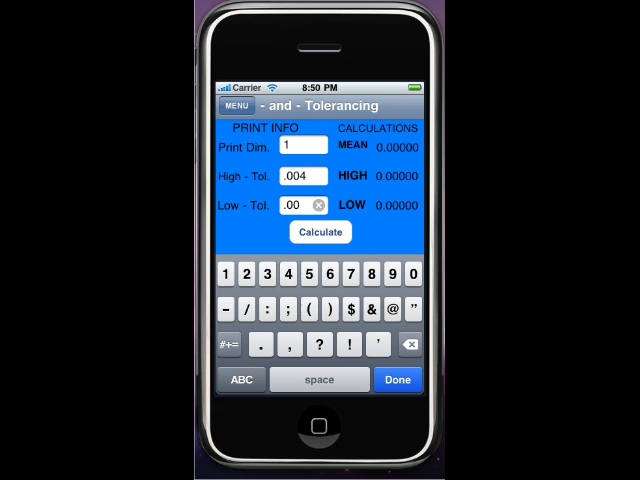 Carrier 8:50 PM
MENU - and - Tolerancing
PRINT INFO CALCULATIONS
Print Dim. 1 MEAN 0.00000
High - Tol. .004 HIGH 0.00000
Low - Tol. .00 LOW 0.00000
Calculate
1 2 3 4 5 6 7 8 9 0
- / : ; ( ) $ & @ "
#+= . , ? ! '
ABC space Done